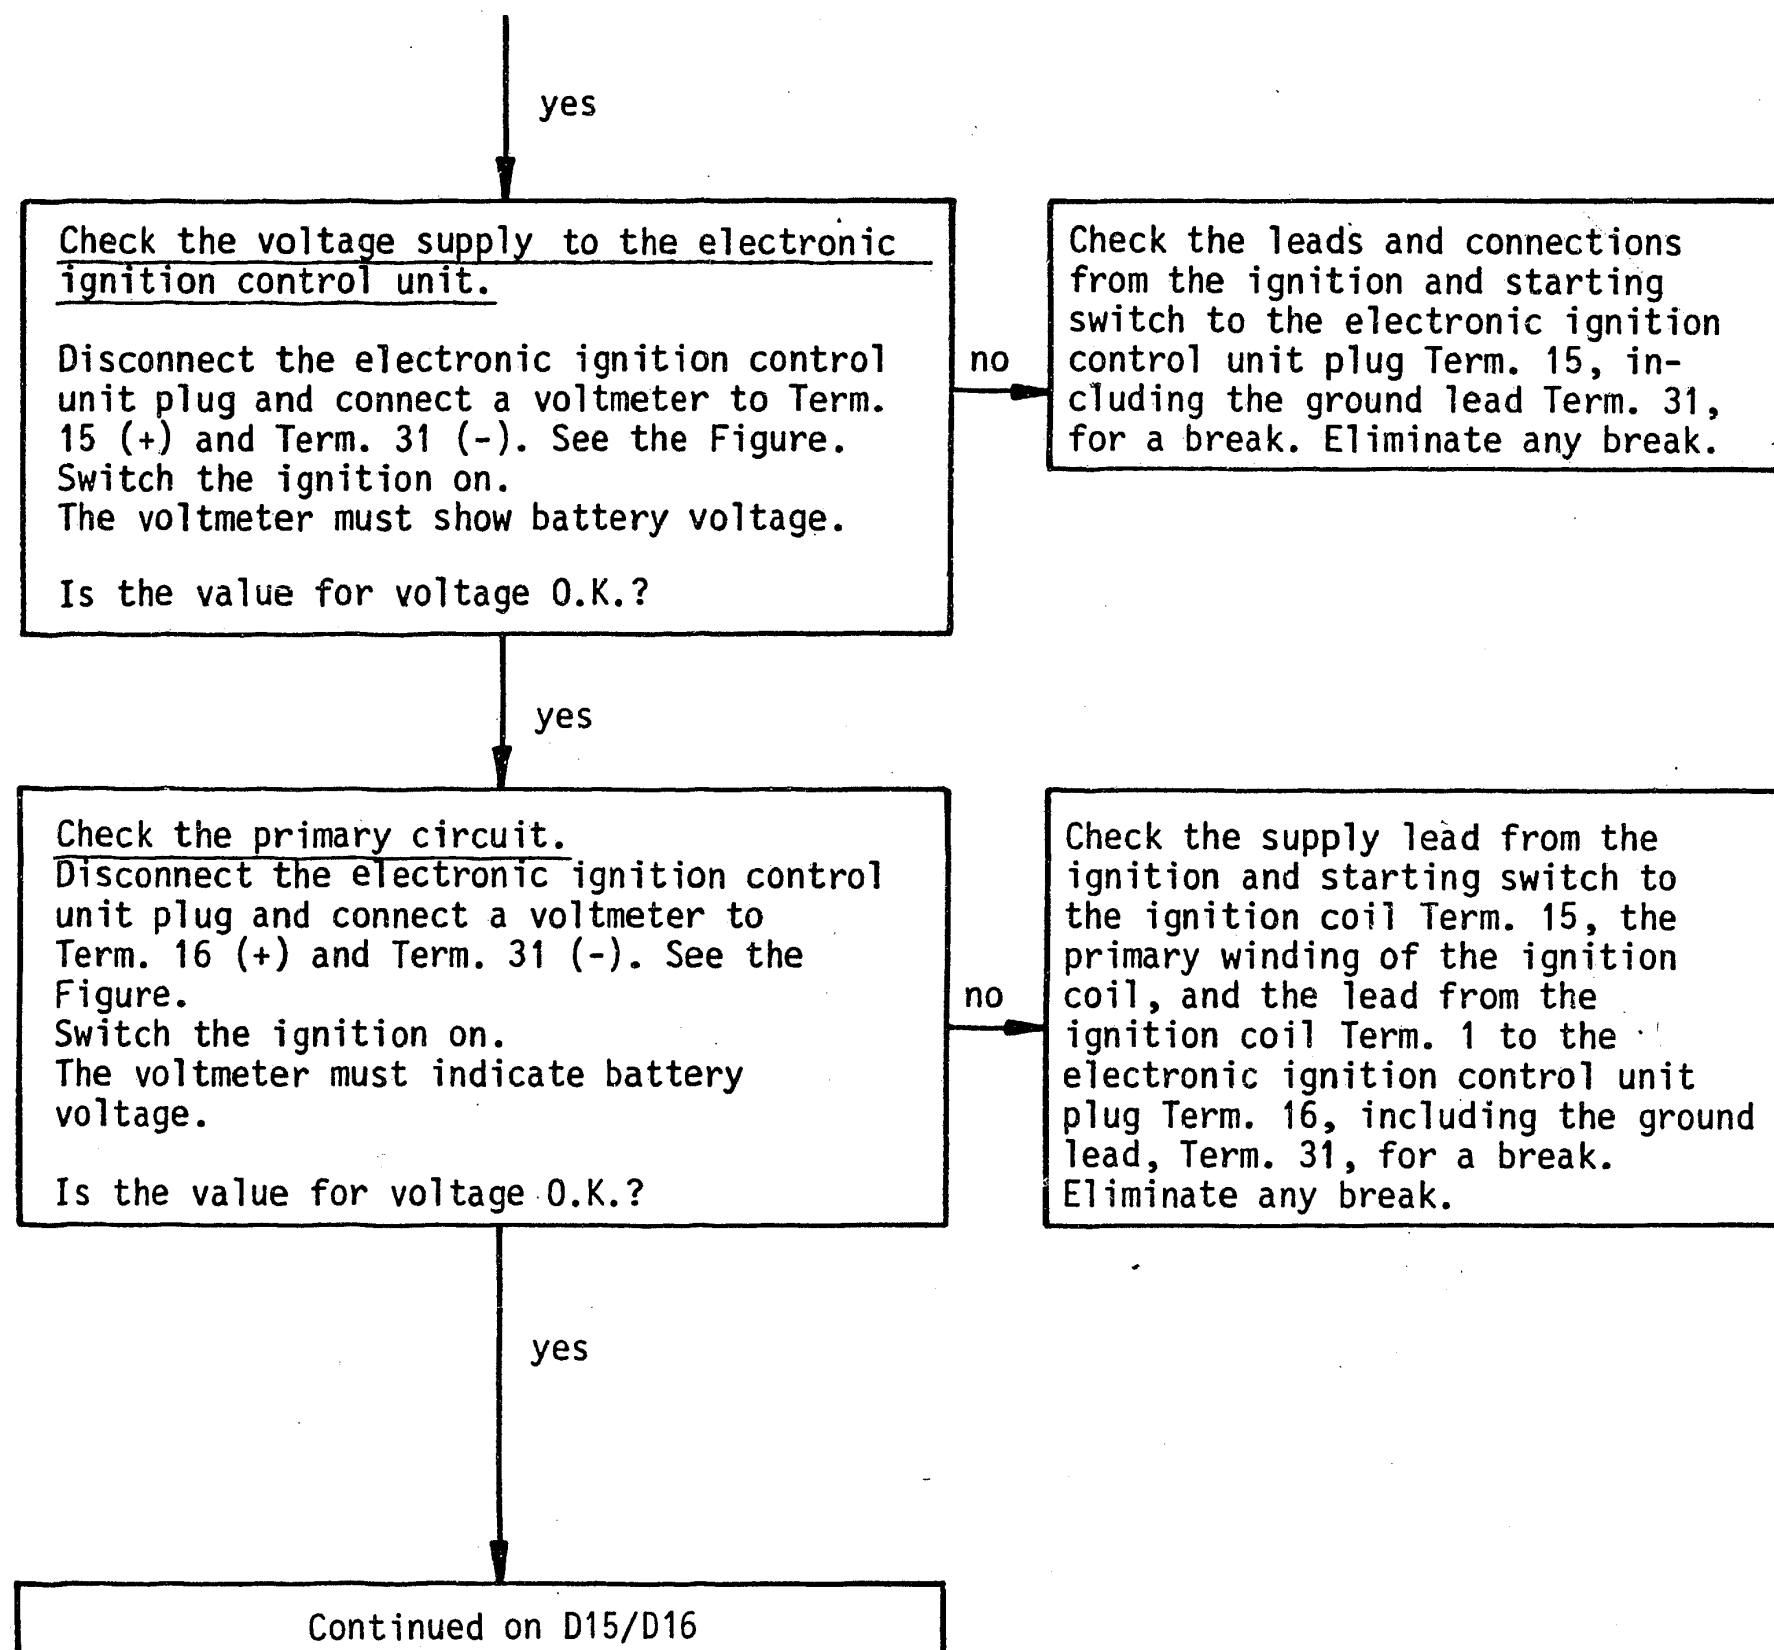 yes
Check the voltage supply to the electronic
ignition control unit.
Disconnect the electronic ignition control
unit plug and connect a voltmeter to Term.
15 (+) and Term. 31 (-). See the Figure.
Switch the ignition on.
The voltmeter must show battery voltage.
Is the value for voltage O.K.?
no
Check the leads and connections
from the ignition and starting
switch to the electronic ignition
control unit plug Term. 15, in-
cluding the ground lead Term. 31,
for a break. Eliminate any break.
yes
Check the primary circuit.
Disconnect the electronic ignition control
unit plug and connect a voltmeter to
Term. 16 (+) and Term. 31 (-). See the
Figure.
Switch the ignition on.
The voltmeter must indicate battery
voltage.
Is the value for voltage O.K.?
no
Check the supply lead from the
ignition and starting switch to
the ignition coil Term. 15, the
primary winding of the ignition
coil, and the lead from the
ignition coil Term. 1 to the
electronic ignition control unit
plug Term. 16, including the ground
lead, Term. 31, for a break.
Eliminate any break.
yes
Continued on D15/D16